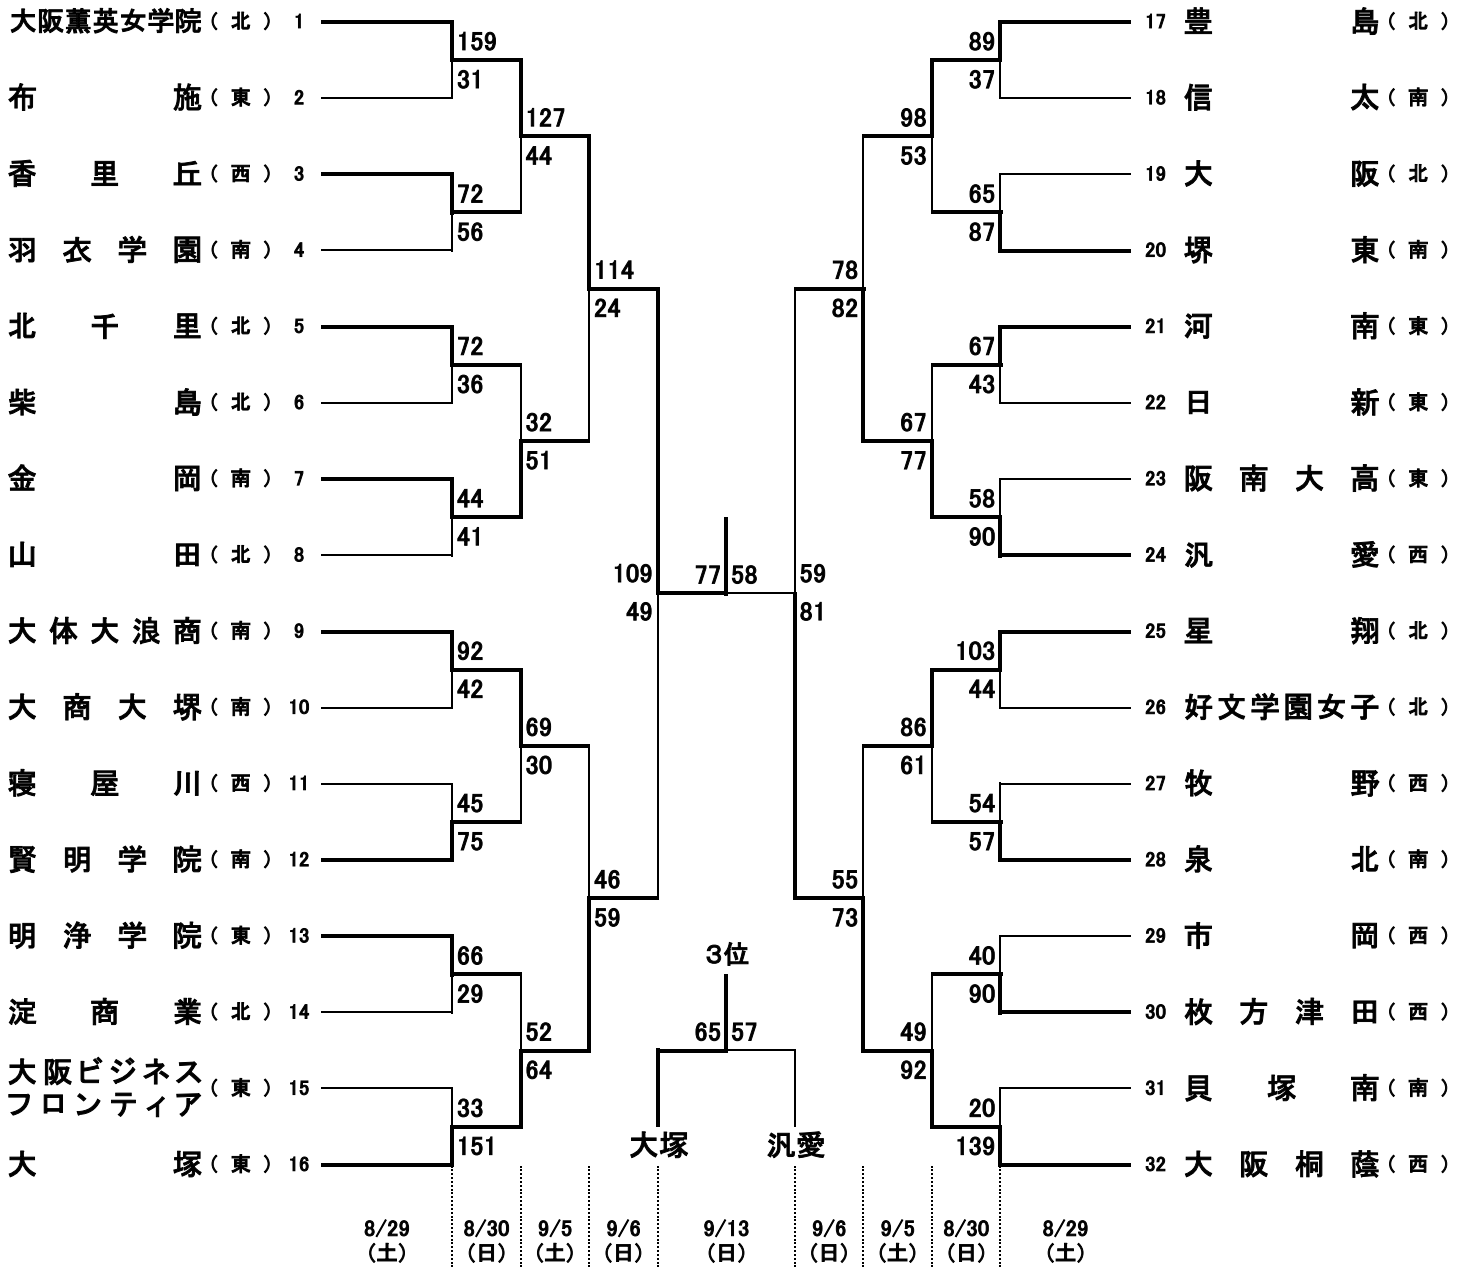 大阪薫英女学院（北）1
布施（東）2
香里丘（西）3
羽衣学園（南）4
北千里（北）5
柴島（北）6
金岡（南）7
山田（北）8
大体大浪商（南）9
大商大堺（南）10
寝屋川（西）11
賢明学院（南）12
明浄学院（東）13
淀商業（北）14
大阪ビジネス
フロンティア（東）15
大塚（東）16
159
31
72
56
72
36
44
41
92
42
45
75
66
29
33
151
127
44
32
51
69
30
52
64
114
24
46
59
109
49
77 58
59
81
3位
65 57
大塚 汎愛
78
82
55
73
98
53
67
77
86
61
49
92
89
37
65
87
67
43
58
90
103
44
54
57
40
90
20
139
17 豊島（北）
18 信太（南）
19 大阪（北）
20 堺東（南）
21 河南（東）
22 日新（東）
23 阪南大高（東）
24 汎愛（西）
25 星翔（北）
26 好文学園女子（北）
27 牧野（西）
28 泉北（南）
29 市岡（西）
30 枚方津田（西）
31 貝塚南（南）
32 大阪桐蔭（西）
8/29 8/30 9/5 9/6 9/13 9/6 9/5 8/30 8/29
（土）（日）（土）（日）（日）（日）（土）（日）（土）